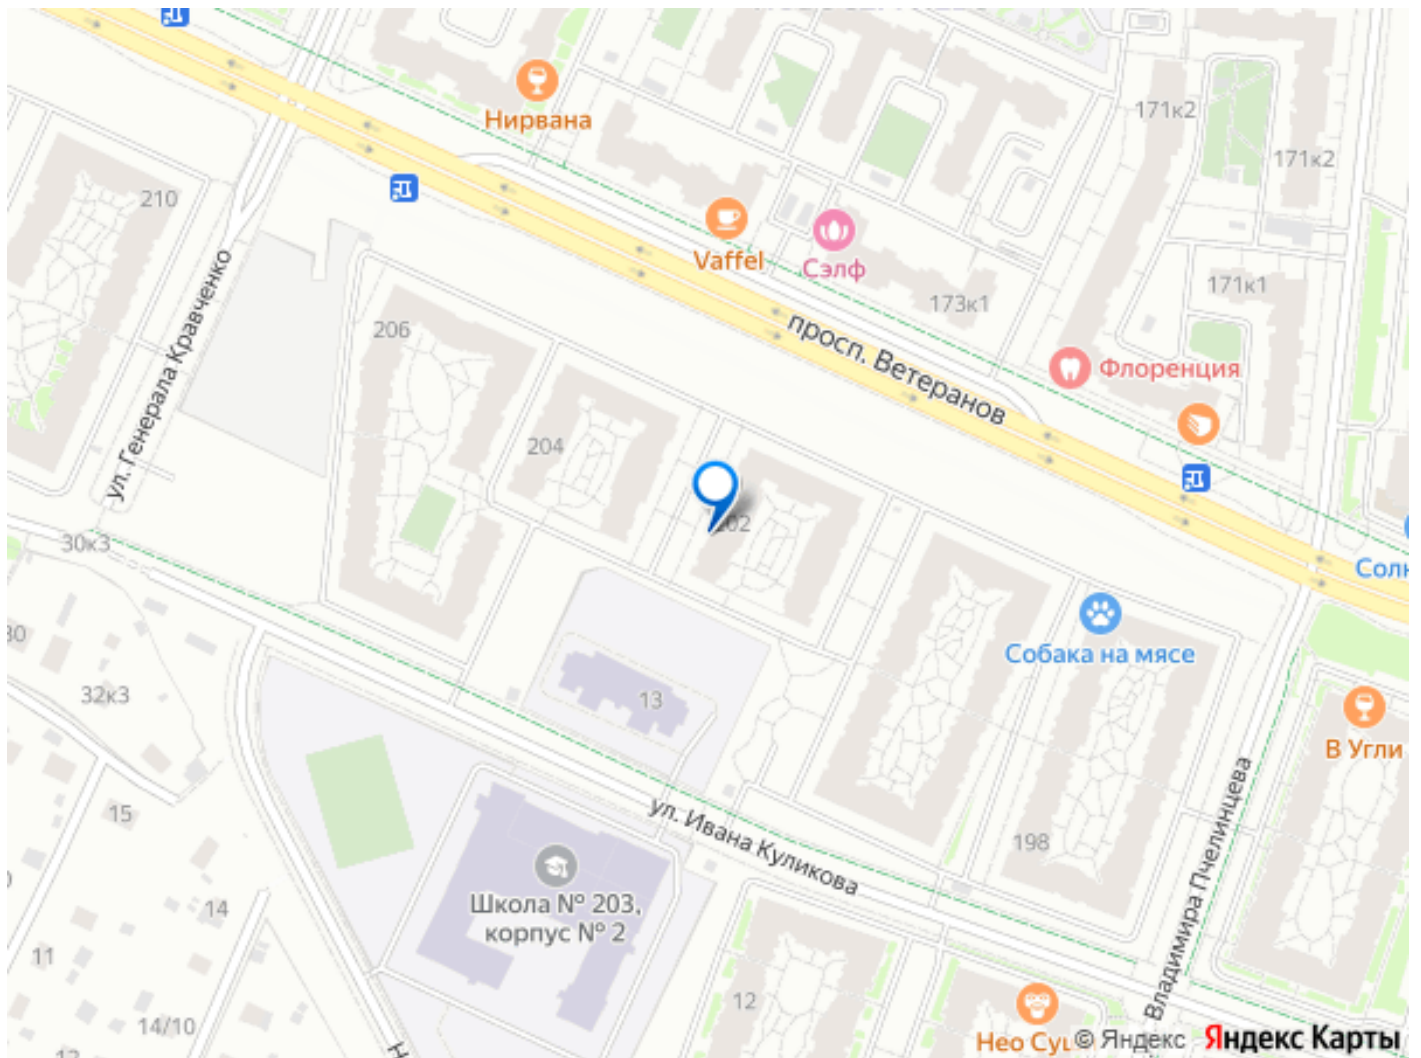 Нирвана
171к2
171к2
210
Vaffel
Сэлф
173к1
171к1
ул. Генерала Кравченко
206
просп. Ветеранов
Флоренция
204
202
30к3
Солн
Собака на мясе
30
32к3
13
В Угли
15
ул. Ивана Куликова
198
Владимира Пчелинцева
Школа № 203,
корпус № 2
14
11
12
14/10
Нео Суш
© Яндекс
Яндекс Карты